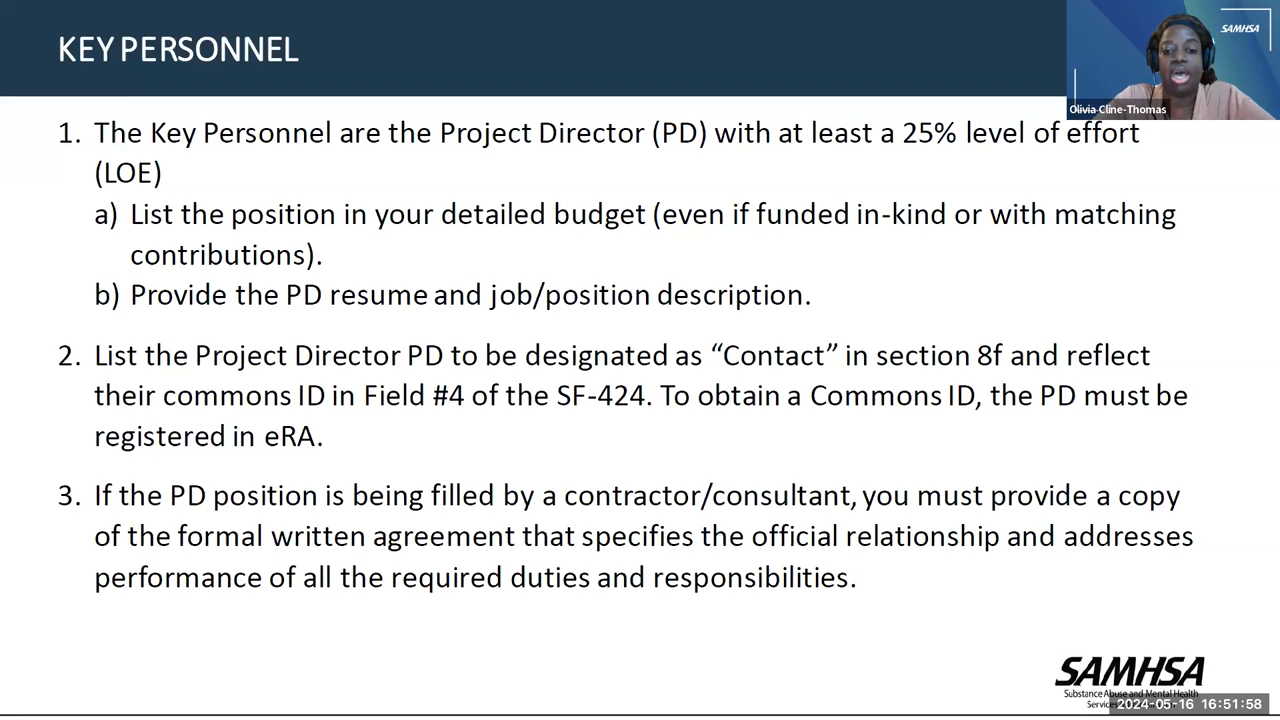 KEY PERSONNEL
SAMHSA
Olivia Cline-Thomas
1. The Key Personnel are the Project Director (PD) with at least a 25% level of effort
(LOE)
a) List the position in your detailed budget (even if funded in-kind or with matching
contributions).
b) Provide the PD resume and job/position description.
2. List the Project Director PD to be designated as “Contact” in section 8f and reflect
their commons ID in Field #4 of the SF-424. To obtain a Commons ID, the PD must be
registered in eRA.
3. If the PD position is being filled by a contractor/consultant, you must provide a copy
of the formal written agreement that specifies the official relationship and addresses
performance of all the required duties and responsibilities.
SAMHSA
Substance Abuse and Mental Health
Services
2024-05-16 16:51:58